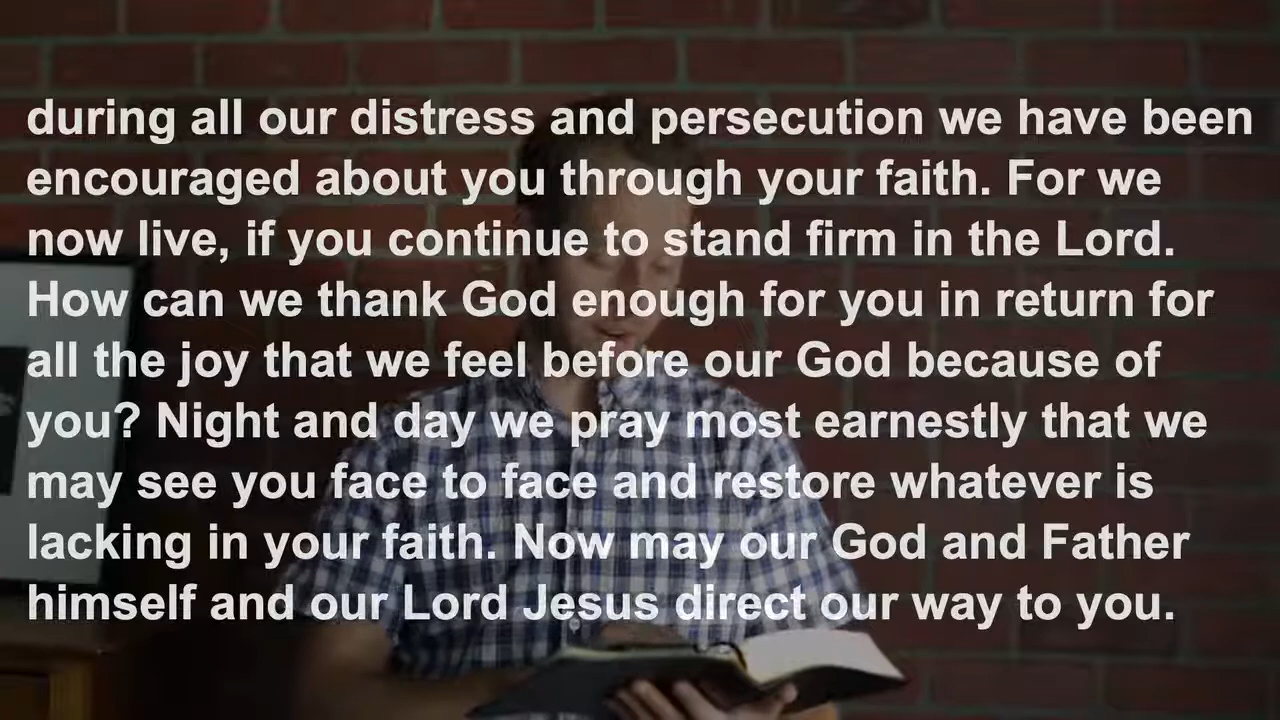 during all our distress and persecution we have been
encouraged about you through your faith. For we
now live, if you continue to stand firm in the Lord.
How can we thank God enough for you in return for
all the joy that we feel before our God because of
you? Night and day we pray most earnestly that we
may see you face to face and restore whatever is
lacking in your faith. Now may our God and Father
himself and our Lord Jesus direct our way to you.